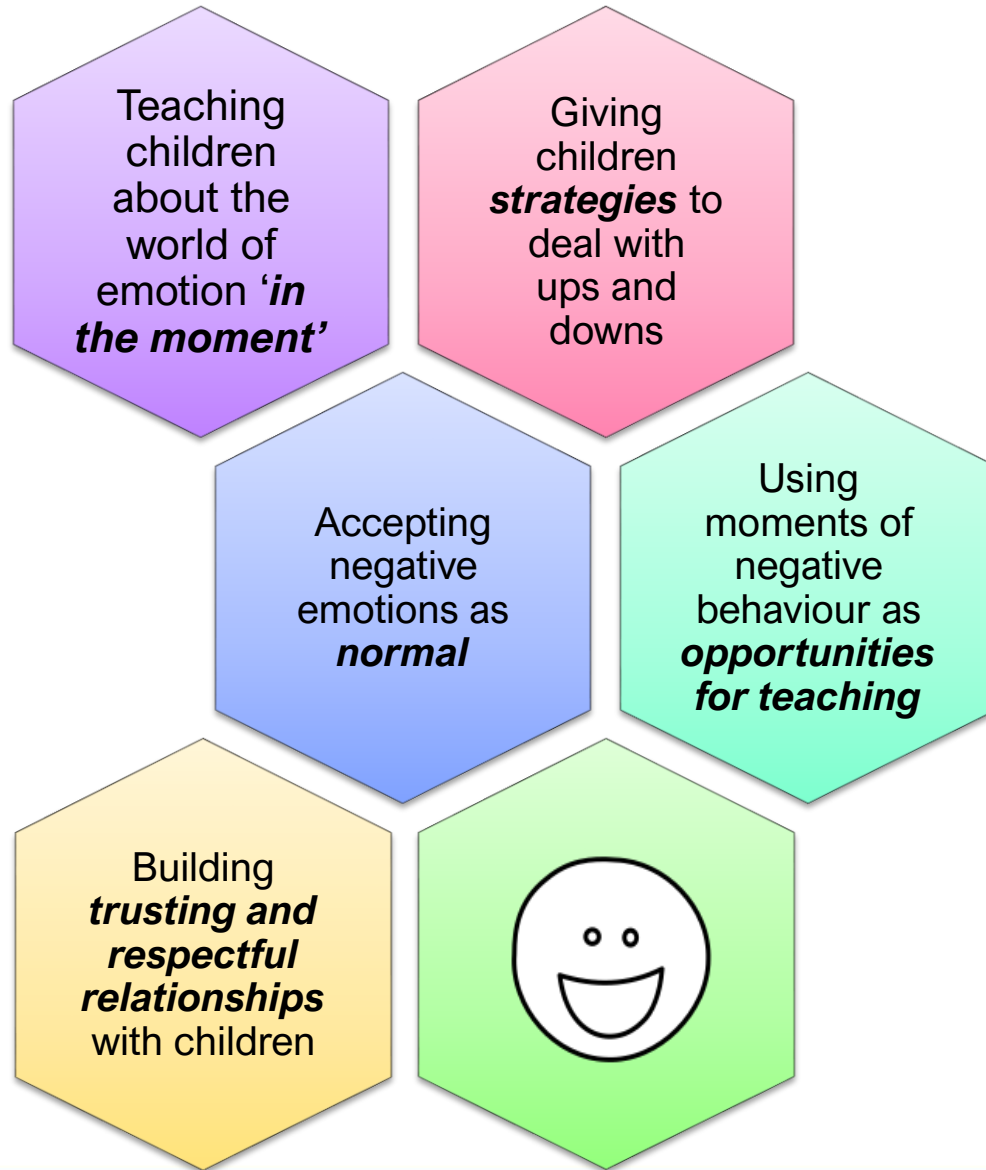 Teaching
children
about the
world of
emotion ‘in
the moment’
Giving
children
strategies to
deal with
ups and
downs
Accepting
negative
emotions as
normal
Using
moments of
negative
behaviour as
opportunities
for teaching
Building
trusting and
respectful
relationships
with children